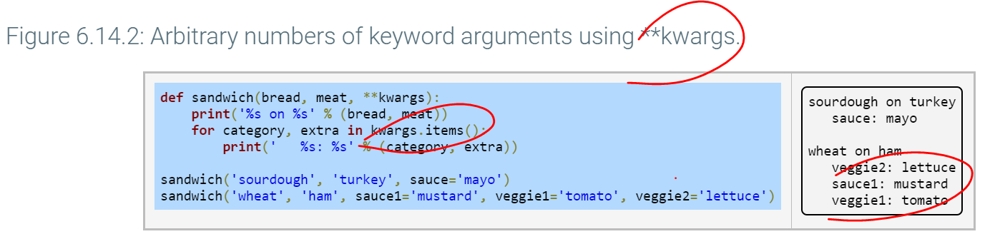 Figure 6.14.2: Arbitrary numbers of keyword arguments using **kwargs.
def sandwich(bread, meat, **kwargs):
    print('%s on %s' % (bread, meat))
    for category, extra in kwargs.items():
        print('   %s: %s' % (category, extra))
sandwich('sourdough', 'turkey', sauce='mayo')
sandwich('wheat', 'ham', sauce1='mustard', veggie1='tomato', veggie2='lettuce')
sourdough on turkey
   sauce: mayo
wheat on ham
   veggie2: lettuce
   sauce1: mustard
   veggie1: tomato